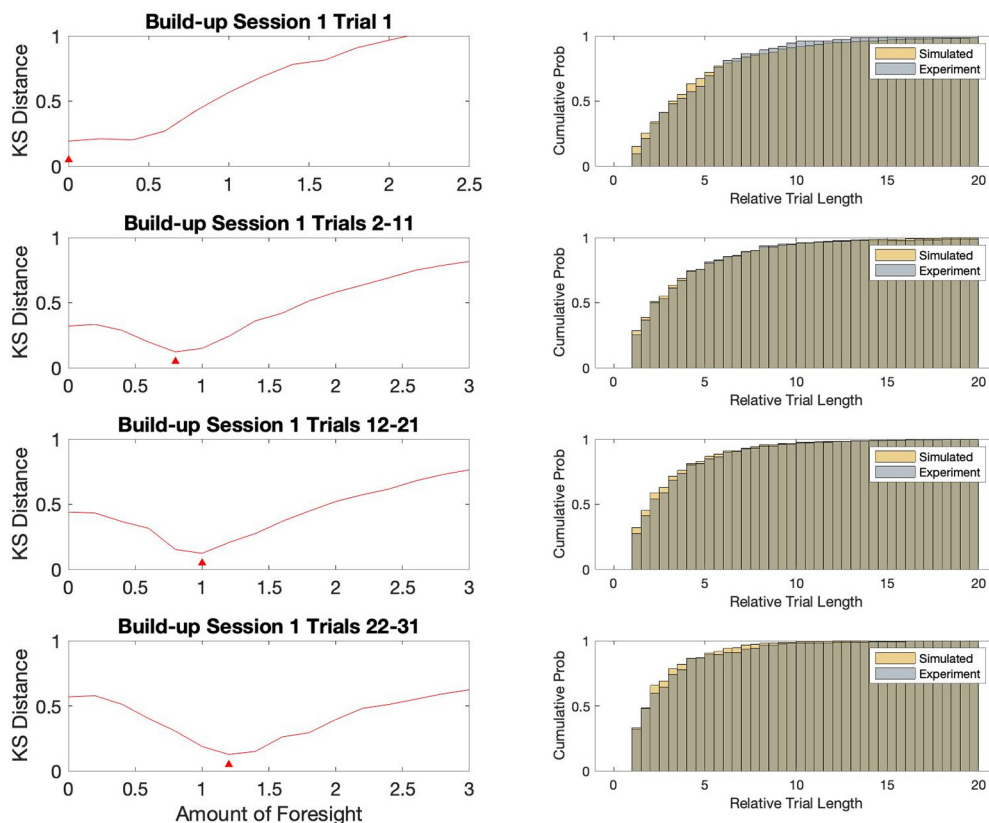 Build-up Session 1 Trial 1
1
0.5
0
KS Distance
0
0.5
1
1.5
2
2.5
1
0.5
0
Cumulative Prob
Simulated
Experiment
0
5
10
15
20
Relative Trial Length
Build-up Session 1 Trials 2-11
1
0.5
0
KS Distance
0
0.5
1
1.5
2
2.5
3
1
0.5
0
Cumulative Prob
Simulated
Experiment
0
5
10
15
20
Relative Trial Length
Build-up Session 1 Trials 12-21
1
0.5
0
KS Distance
0
0.5
1
1.5
2
2.5
3
1
0.5
0
Cumulative Prob
Simulated
Experiment
0
5
10
15
20
Relative Trial Length
Build-up Session 1 Trials 22-31
1
0.5
0
KS Distance
0
0.5
1
1.5
2
2.5
3
Amount of Foresight
1
0.5
0
Cumulative Prob
Simulated
Experiment
0
5
10
15
20
Relative Trial Length